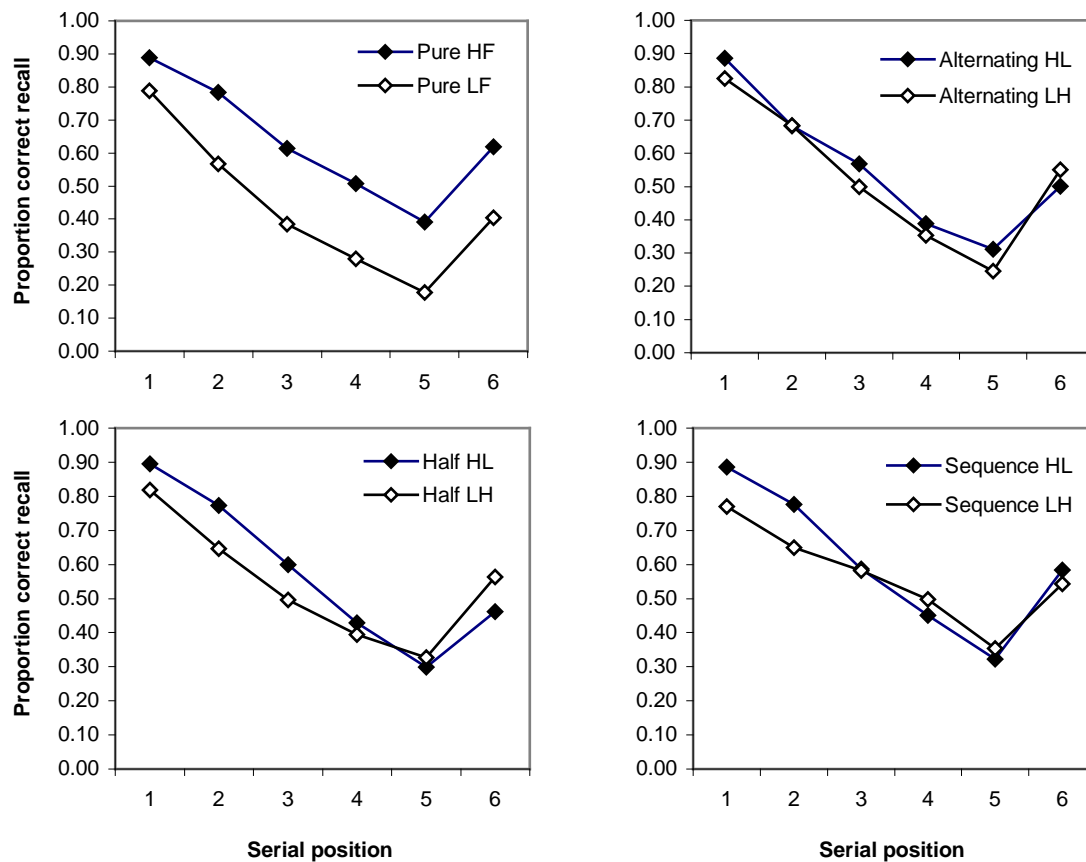 Proportion correct recall
1.00
0.90
0.80
0.70
0.60
0.50
0.40
0.30
0.20
0.10
0.00
Pure HF
Pure LF
1 2 3 4 5 6
1.00
0.90
0.80
0.70
0.60
0.50
0.40
0.30
0.20
0.10
0.00
Alternating HL
Alternating LH
1 2 3 4 5 6
Proportion correct recall
1.00
0.90
0.80
0.70
0.60
0.50
0.40
0.30
0.20
0.10
0.00
Half HL
Half LH
1 2 3 4 5 6
Serial position
1.00
0.90
0.80
0.70
0.60
0.50
0.40
0.30
0.20
0.10
0.00
Sequence HL
Sequence LH
1 2 3 4 5 6
Serial position